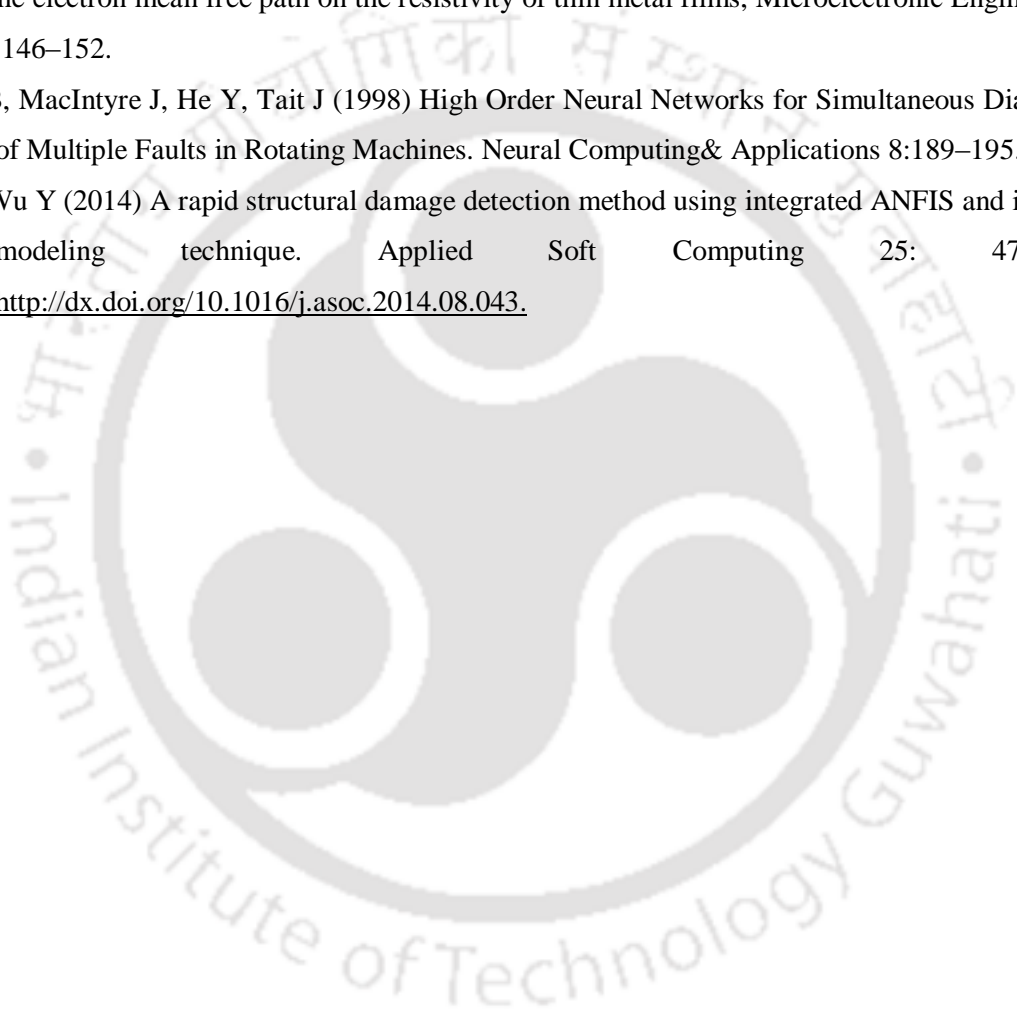 the electron mean free path on the resistivity of thin metal films, Microelectronic Engin
146–152.
, MacIntyre J, He Y, Tait J (1998) High Order Neural Networks for Simultaneous Dia
of Multiple Faults in Rotating Machines. Neural Computing& Applications 8:189–195.
Wu Y (2014) A rapid structural damage detection method using integrated ANFIS and i
modeling technique. Applied Soft Computing 25: 47
http://dx.doi.org/10.1016/j.asoc.2014.08.043.
Indian Institute of Technology Guwahati